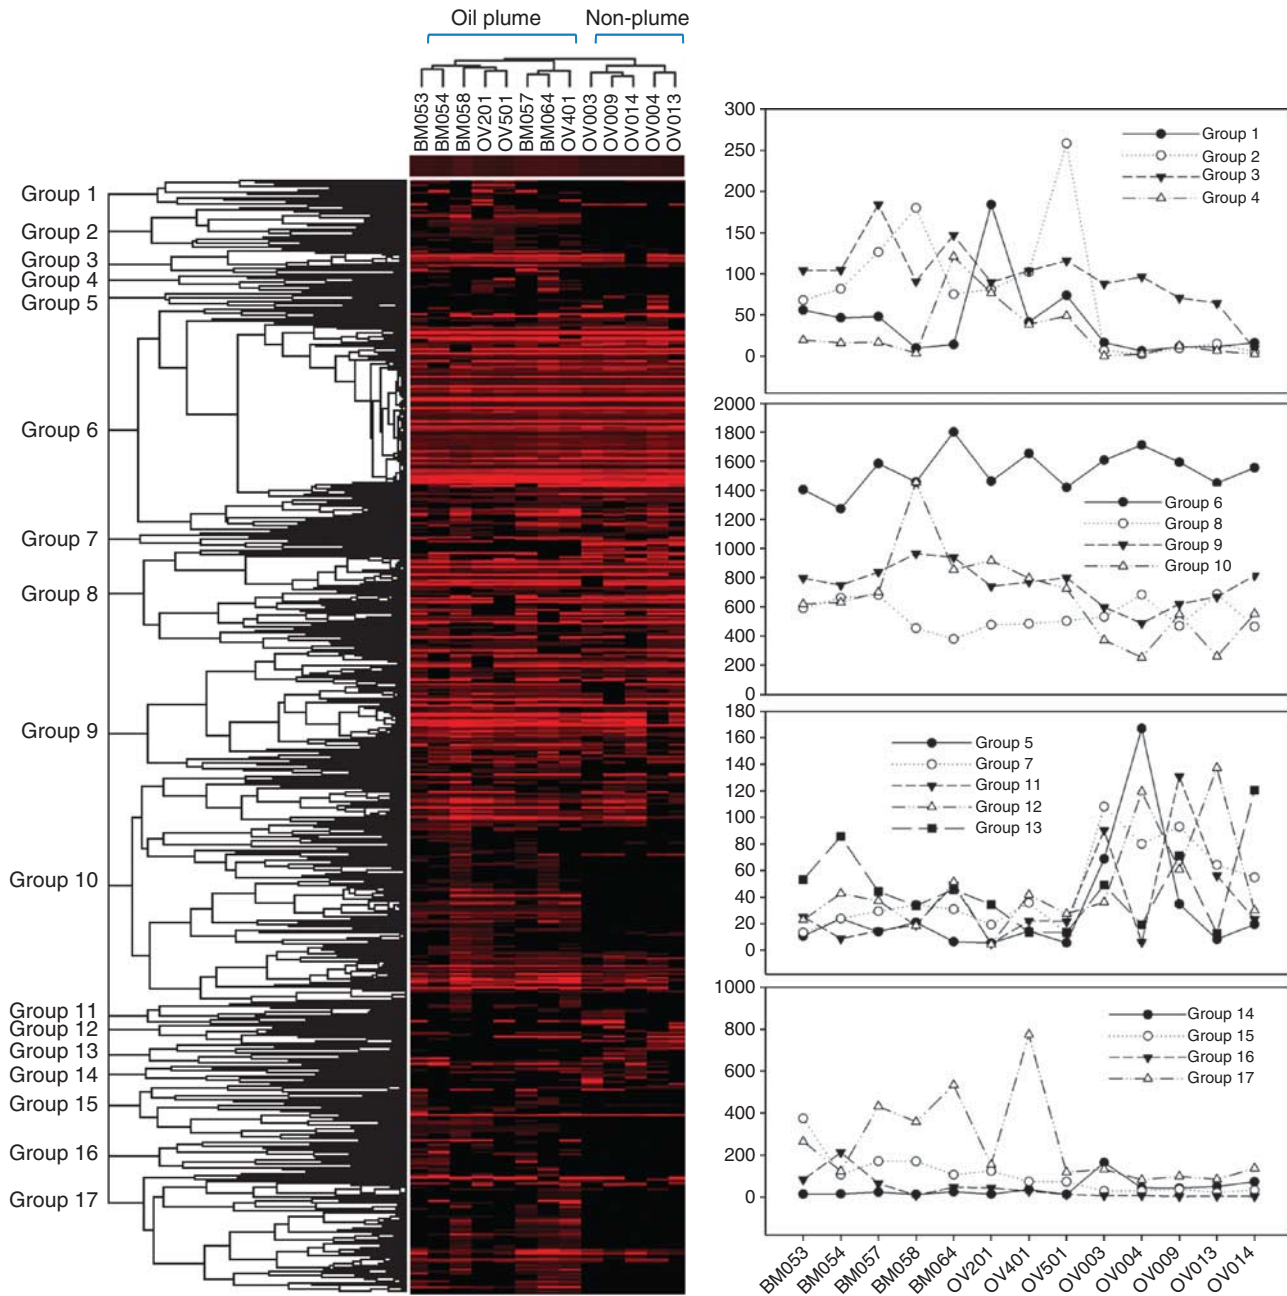 Oil plume
Non-plume
BM053
BM054
BM058
OV201
OV501
BM057
BM064
OV401
OV003
OV009
OV014
OV004
OV013
Group 1
Group 2
Group 3
Group 4
Group 5
Group 6
Group 7
Group 8
Group 9
Group 10
Group 11
Group 12
Group 13
Group 14
Group 15
Group 16
Group 17
300
250
200
150
100
50
0
Group 1
Group 2
Group 3
Group 4
2000
1800
1600
1400
1200
1000
800
600
400
200
0
Group 6
Group 8
Group 9
Group 10
180
160
140
120
100
80
60
40
20
0
Group 5
Group 7
Group 11
Group 12
Group 13
1000
800
600
400
200
0
Group 14
Group 15
Group 16
Group 17
BM053
BM054
BM057
BM058
BM064
OV201
OV401
OV501
OV003
OV004
OV009
OV013
OV014